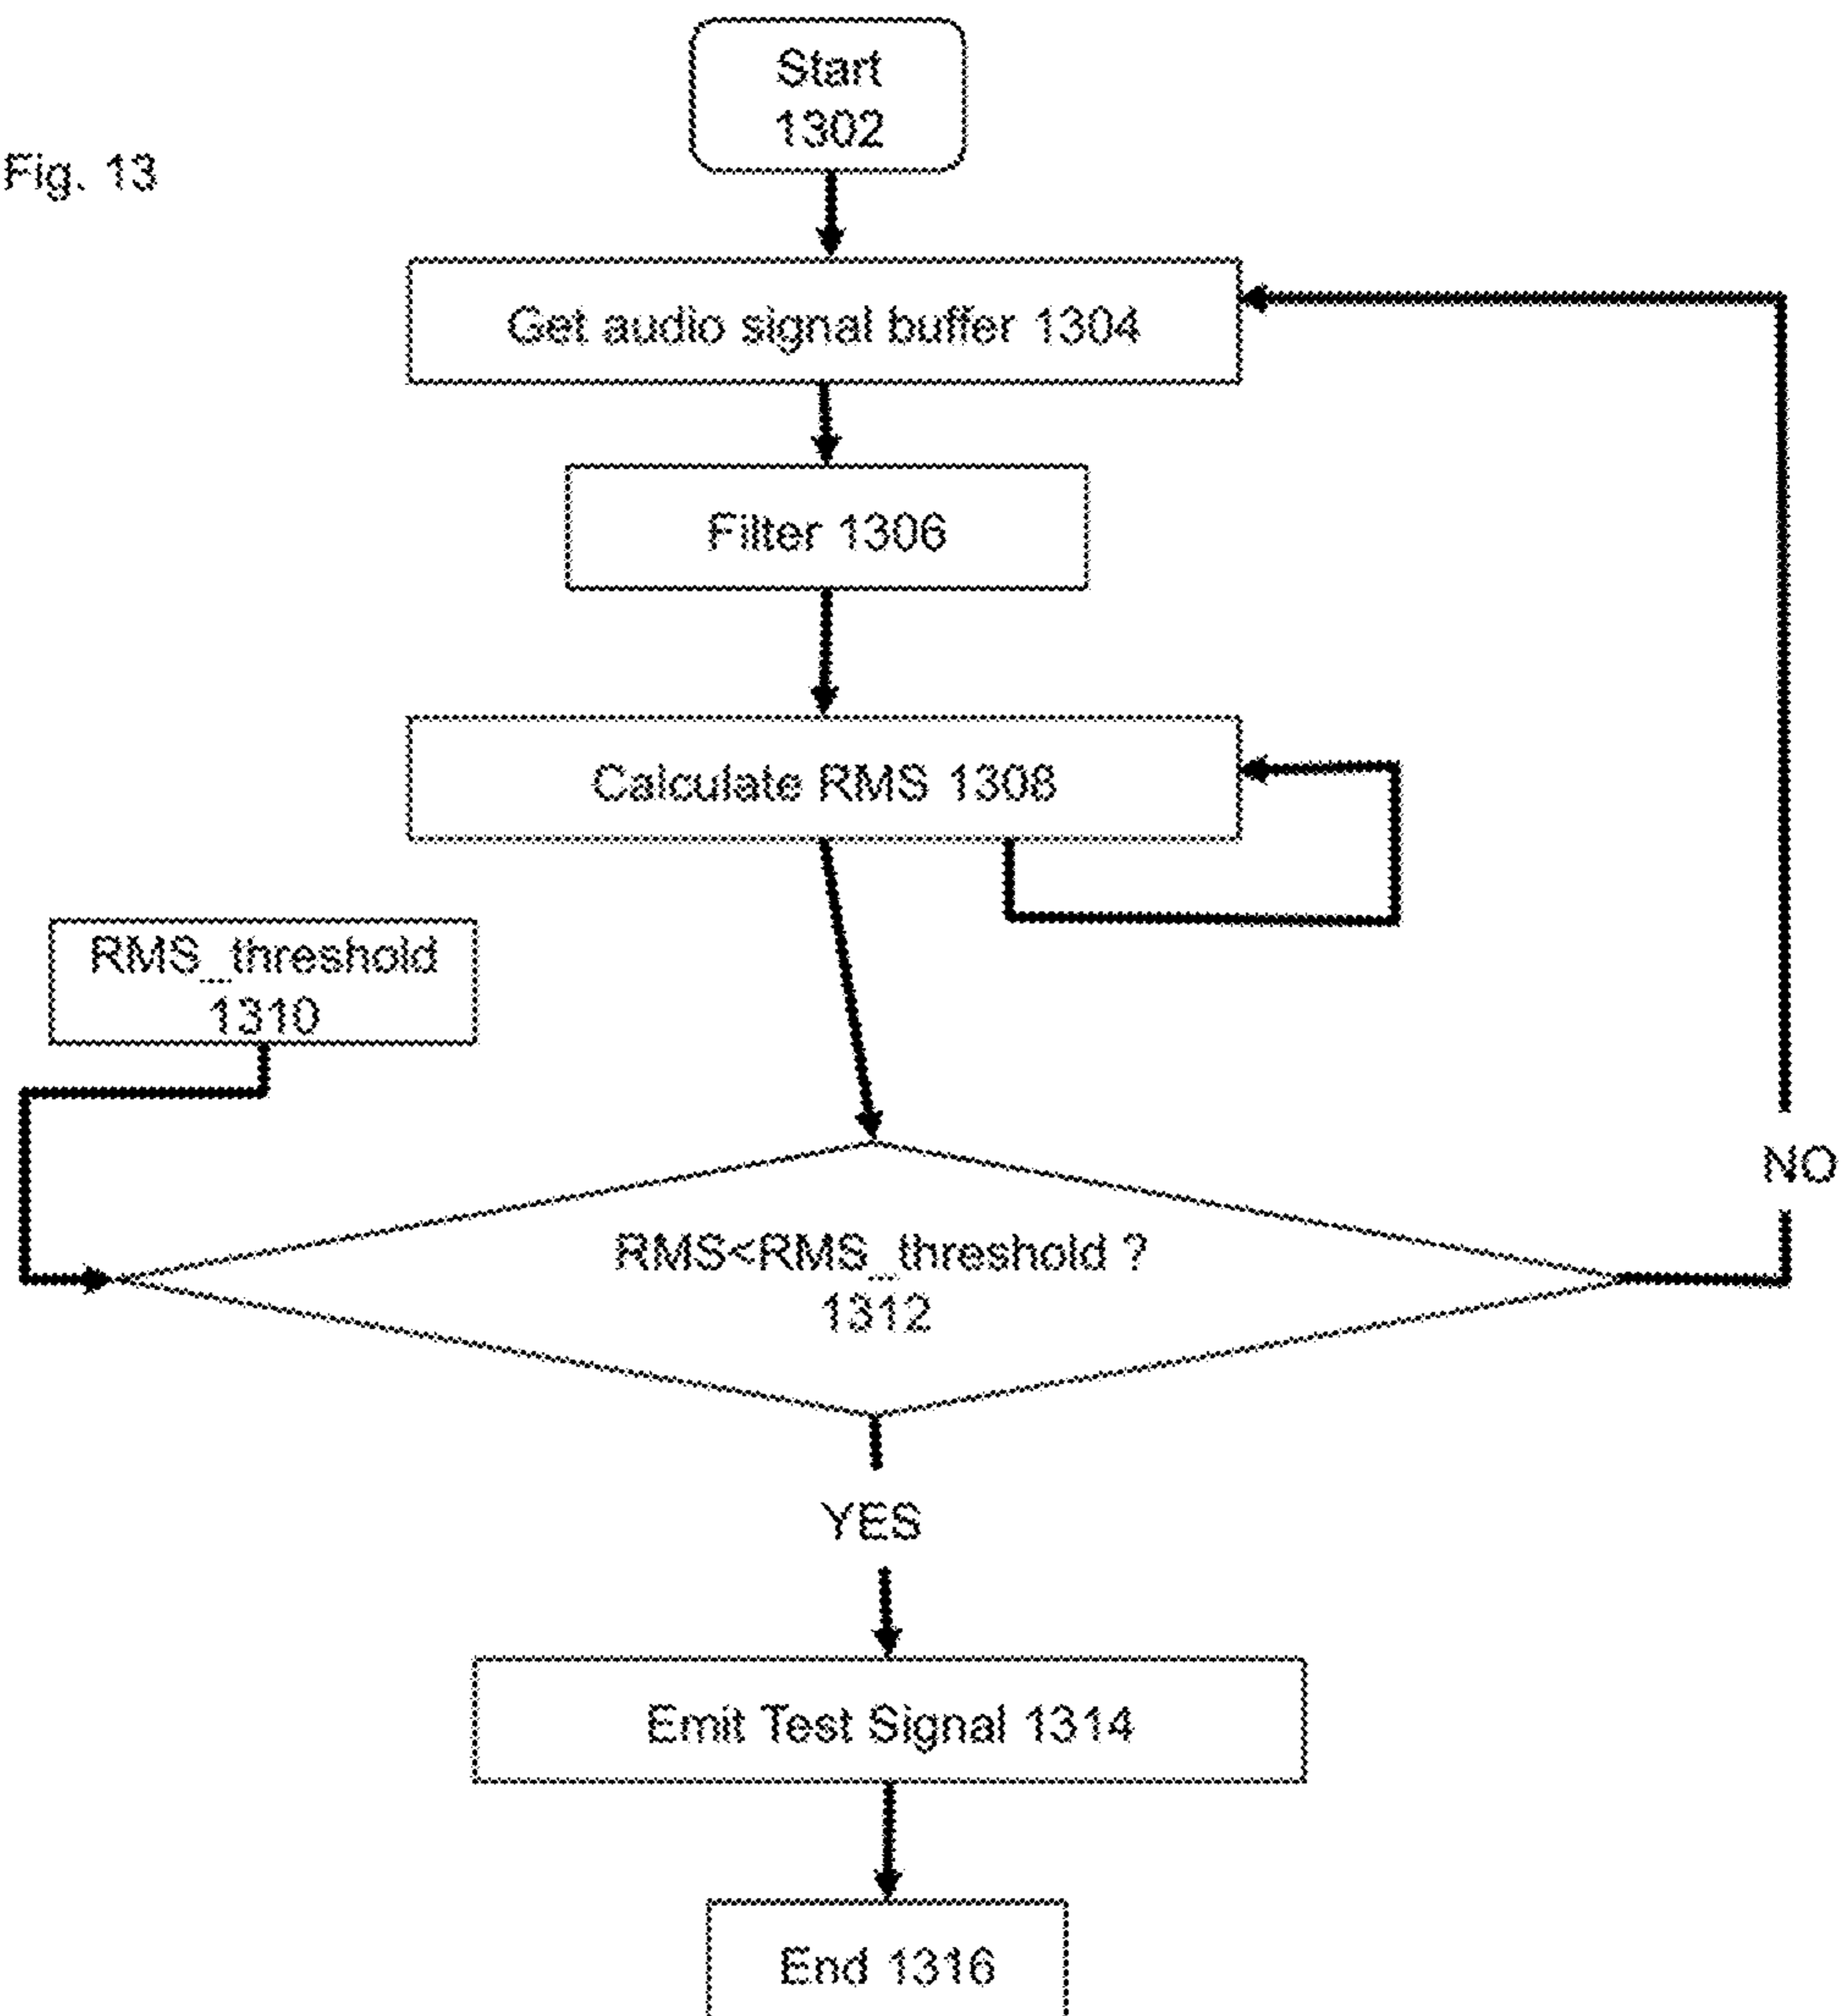 Start
1302
Fig. 13
Get audio signal buffer 1304
Filter 1306
Calculate RMS 1308
RMS_threshold
1310
NO
RMS<RMS_threshold ?
1312
YES
Emit Test Signal 1314
End 1316